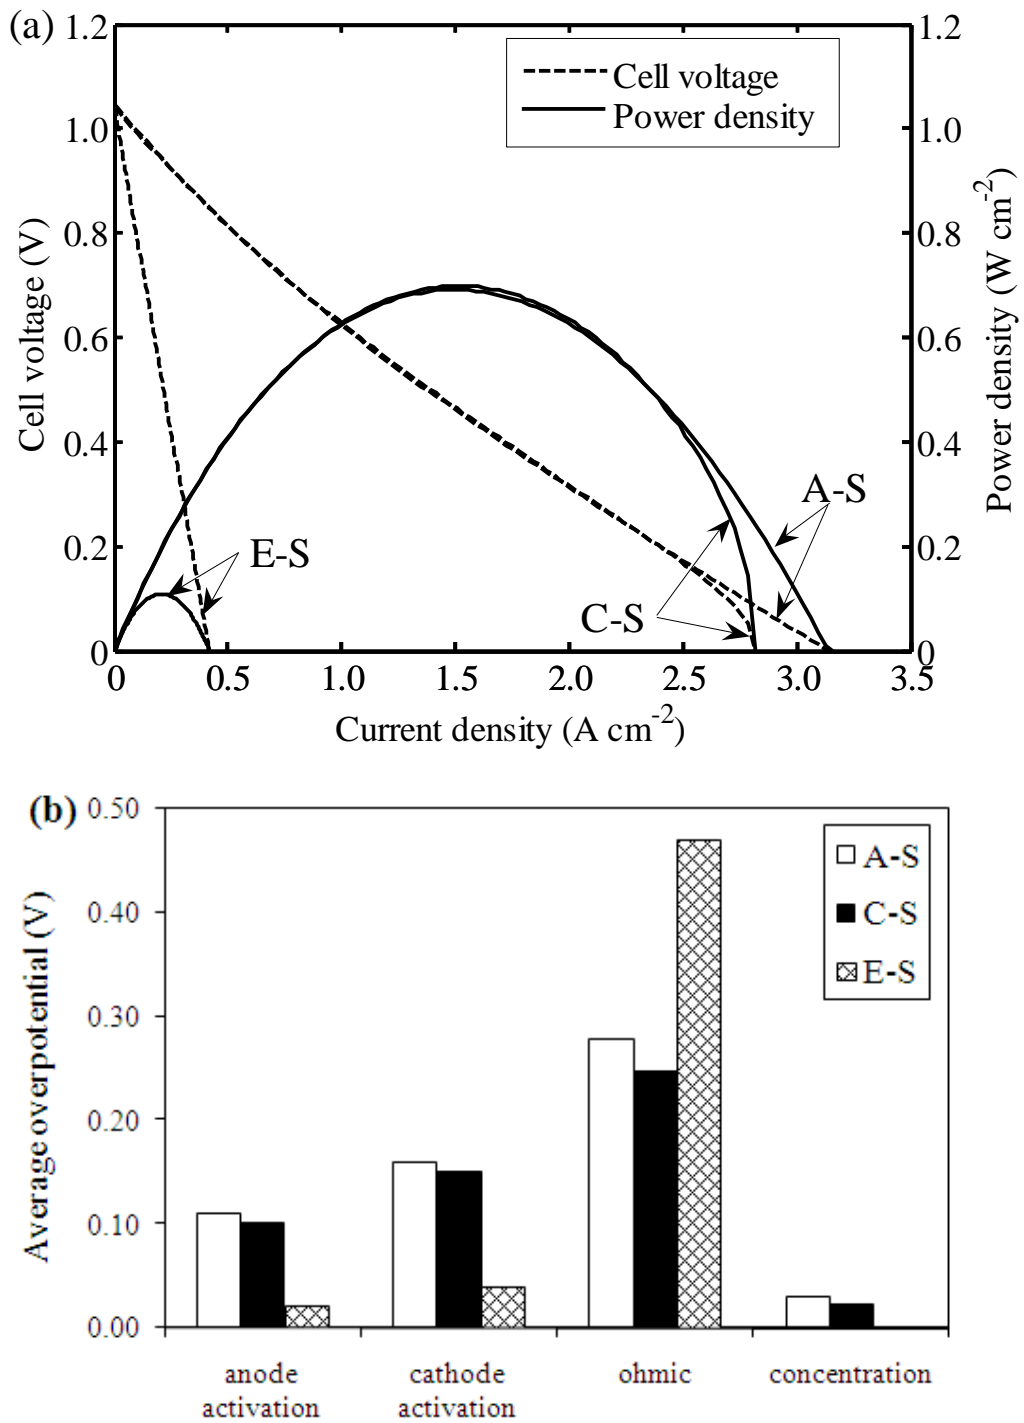 (a)
1.2
1.0
0.8
0.6
0.4
0.2
0
Cell voltage (V)
Cell voltage
Power density
E-S
C-S
A-S
1.2
1.0
0.8
0.6
0.4
0.2
0
Power density (W cm-2)
0 0.5 1.0 1.5 2.0 2.5 3.0 3.5
Current density (A cm-2)
(b)
0.50
0.40
0.30
0.20
0.10
0.00
Average overpotential (V)
A-S
C-S
E-S
anode cathode ohmic concentration
activation activation